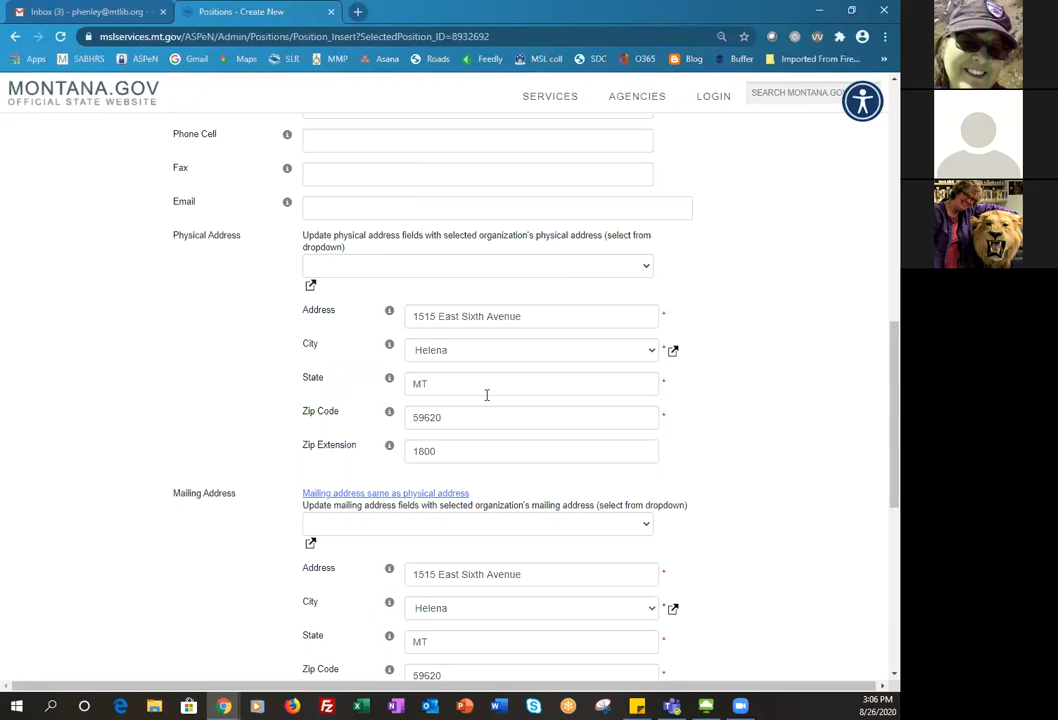 Inbox (3) - phenley@mtlib.org -
Positions - Create New
mslservices.mt.gov/ASPeN/Admin/Positions/Position_Insert?SelectedPosition_ID=8932692
Apps SABHRS ASPeN Gmail Maps SLR MMP Asana Roads Feedly MSL coll SDC O365 Blog Buffer Imported From Fire...
MONTANA.GOV
OFFICIAL STATE WEBSITE
SERVICES AGENCIES LOGIN SEARCH MONTANA.GOV
Phone Cell
Fax
Email
Physical Address
Update physical address fields with selected organization's physical address (select from
dropdown)
Address 1515 East Sixth Avenue *
City Helena *
State MT *
Zip Code 59620 *
Zip Extension 1800
Mailing Address
Mailing address same as physical address
Update mailing address fields with selected organization's mailing address (select from dropdown)
Address 1515 East Sixth Avenue *
City Helena *
State MT *
Zip Code 59620 *
3:06 PM
8/26/2020